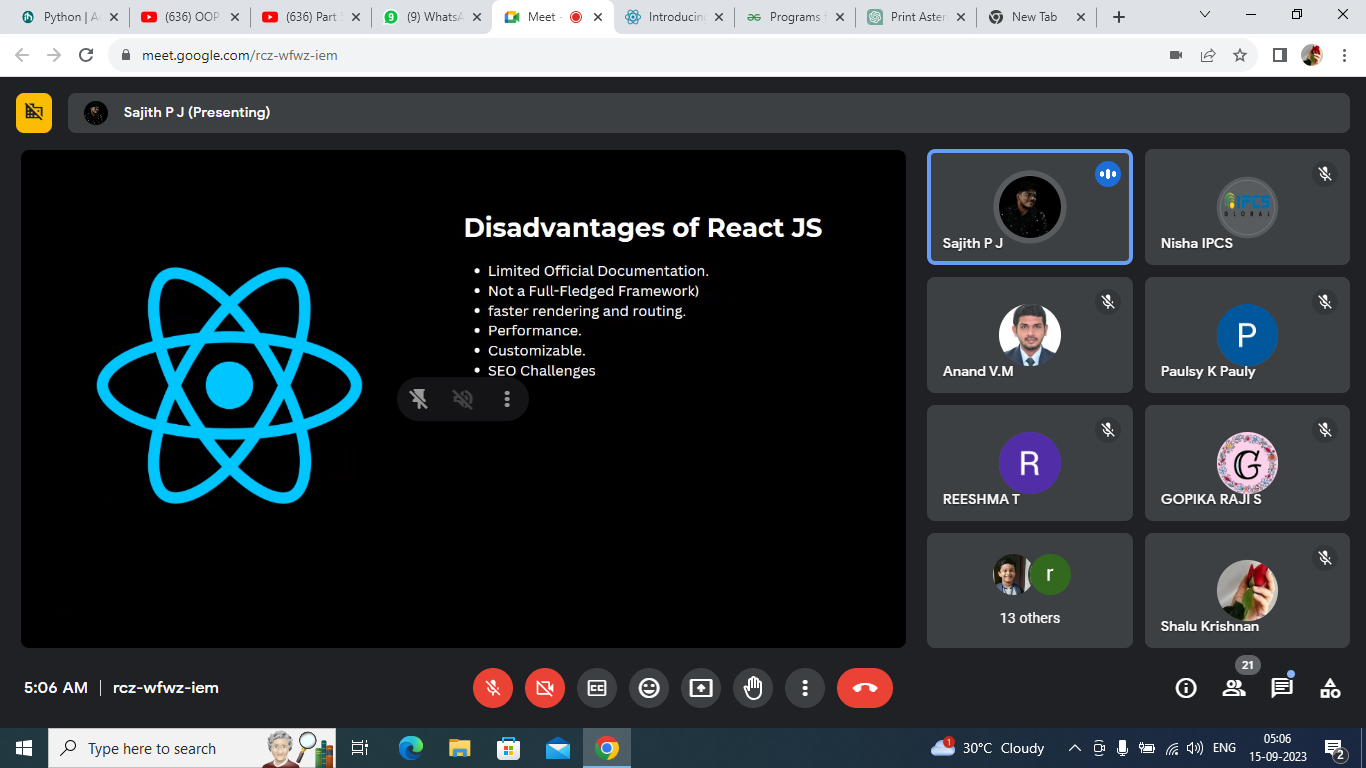 Python | A
(636) OOP
(636) Part
(9) WhatsA
Meet -
Introducin
Programs f
Print Aster
New Tab
meet.google.com/rcz-wfwz-iem
Sajith P J (Presenting)
Disadvantages of React JS
• Limited Official Documentation.
• Not a Full-Fledged Framework)
• faster rendering and routing.
• Performance.
• Customizable.
• SEO Challenges
Sajith P J
IPCS
GLOBAL
Nisha IPCS
Anand V.M
P
Paulsy K Pauly
R
REESHMA T
G
GOPIKA RAJI S
r
13 others
Shalu Krishnan
5:06 AM | rcz-wfwz-iem
21
Type here to search
1
30°C Cloudy
ENG
05:06
15-09-2023
2